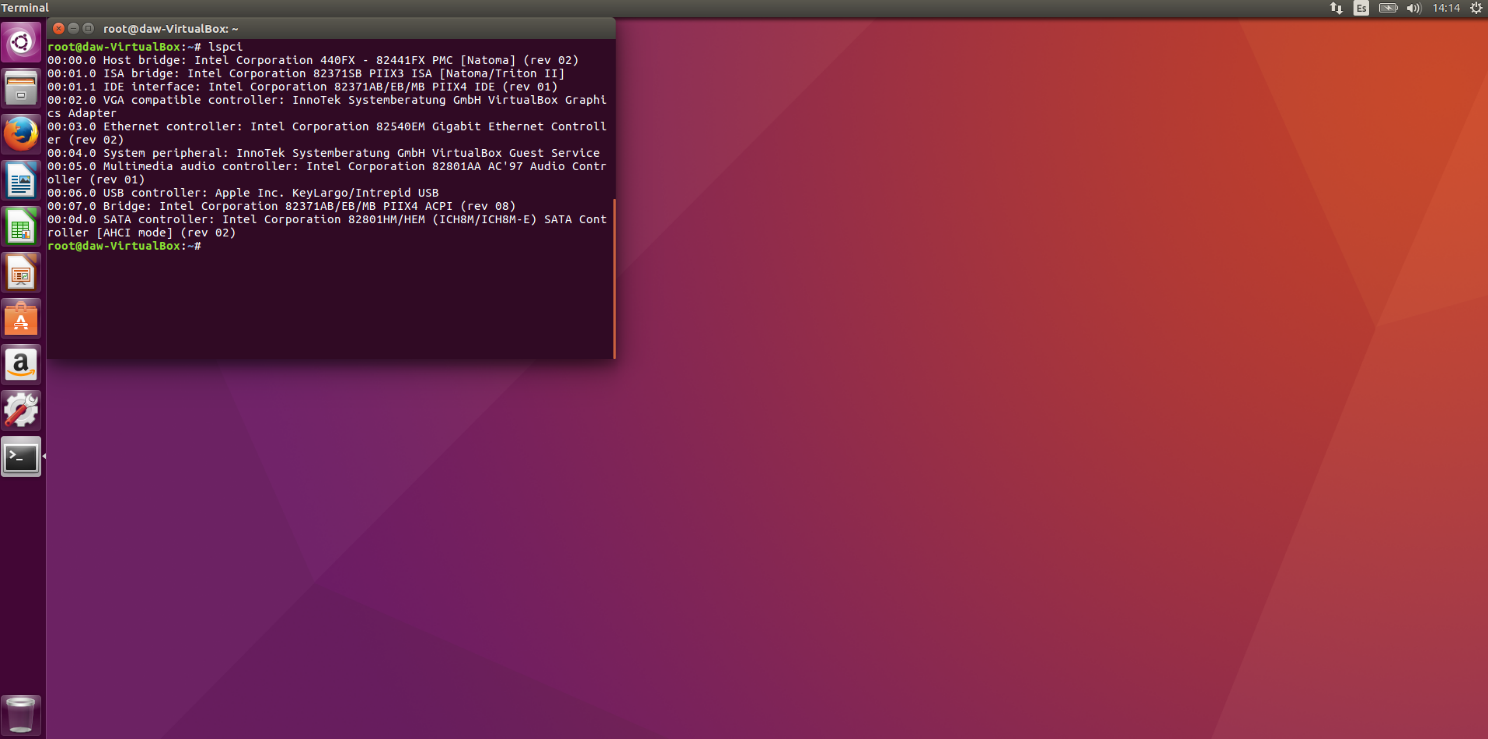 Terminal
Es
14:14
root@daw-VirtualBox: ~
root@daw-VirtualBox:~# lspci
00:00.0 Host bridge: Intel Corporation 440FX - 82441FX PMC [Natoma] (rev 02)
00:01.0 ISA bridge: Intel Corporation 82371SB PIIX3 ISA [Natoma/Triton II]
00:01.1 IDE interface: Intel Corporation 82371AB/EB/MB PIIX4 IDE (rev 01)
00:02.0 VGA compatible controller: InnoTek Systemberatung GmbH VirtualBox Graphi
cs Adapter
00:03.0 Ethernet controller: Intel Corporation 82540EM Gigabit Ethernet Controll
er (rev 02)
00:04.0 System peripheral: InnoTek Systemberatung GmbH VirtualBox Guest Service
00:05.0 Multimedia audio controller: Intel Corporation 82801AA AC'97 Audio Contr
oller (rev 01)
00:06.0 USB controller: Apple Inc. KeyLargo/Intrepid USB
00:07.0 Bridge: Intel Corporation 82371AB/EB/MB PIIX4 ACPI (rev 08)
00:0d.0 SATA controller: Intel Corporation 82801HM/HEM (ICH8M/ICH8M-E) SATA Cont
roller [AHCI mode] (rev 02)
root@daw-VirtualBox:~#